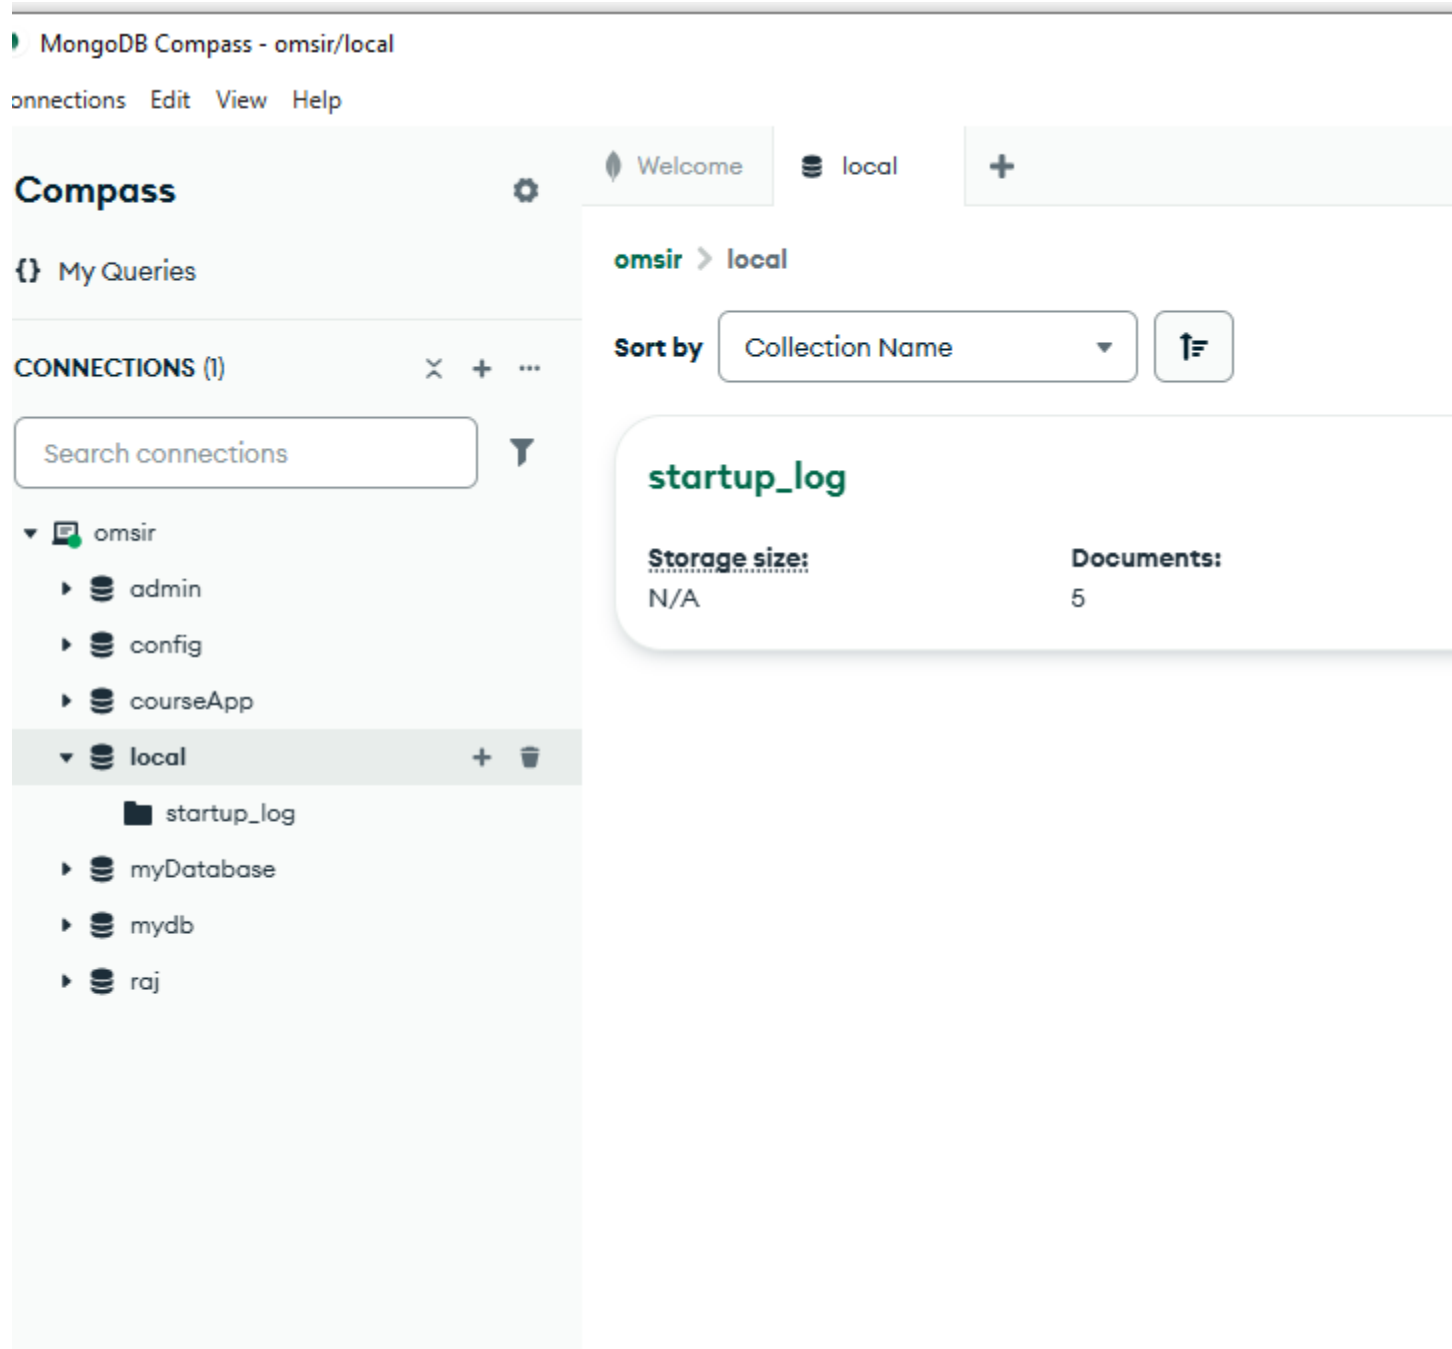 MongoDB Compass - omsir/local
onnections Edit View Help
Compass
{} My Queries
CONNECTIONS (1)
Search connections
omsir
admin
config
courseApp
local
startup_log
myDatabase
mydb
raj
Welcome local
omsir > local
Sort by Collection Name
startup_log
Storage size: Documents:
N/A 5